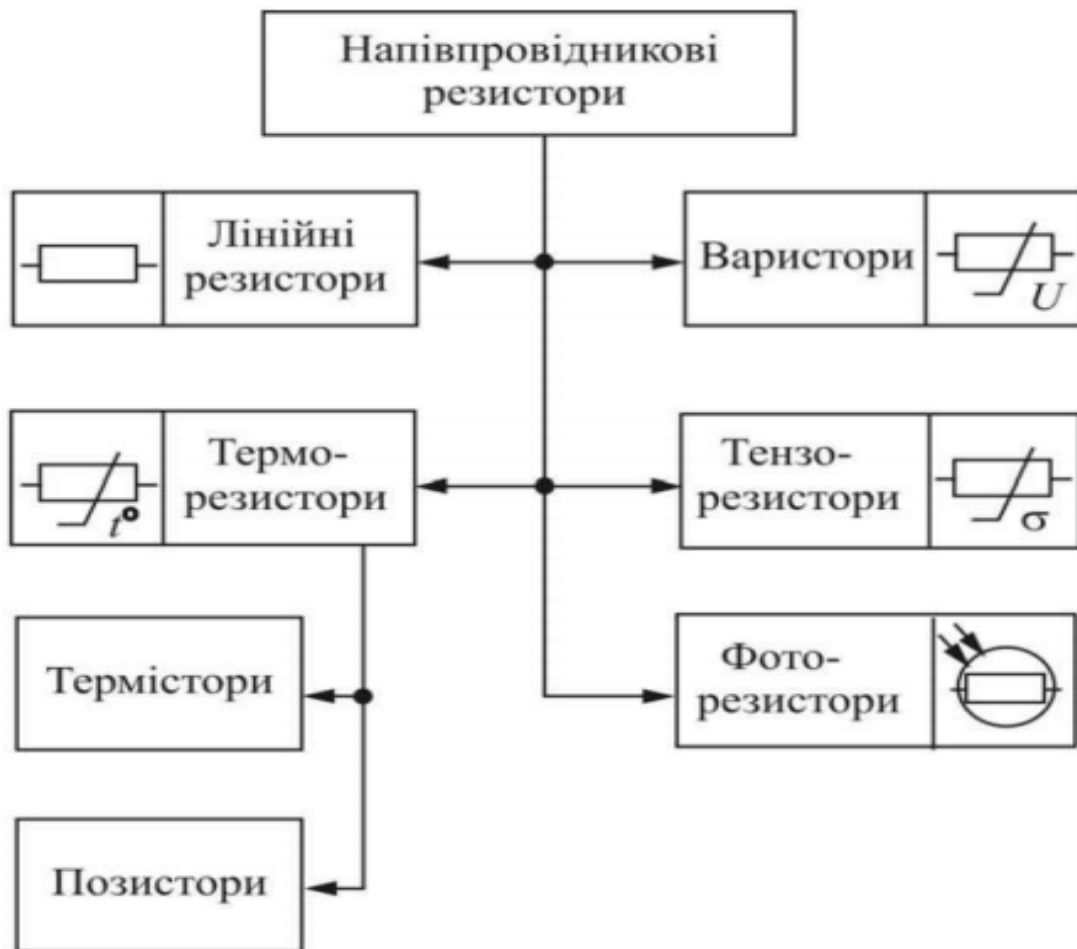 Напівпровідникові
резистори
Лінійні
резистори
Варистори
U
Термо-
резистори
t°
Тензо-
резистори
σ
Термістори
Фото-
резистори
Позистори